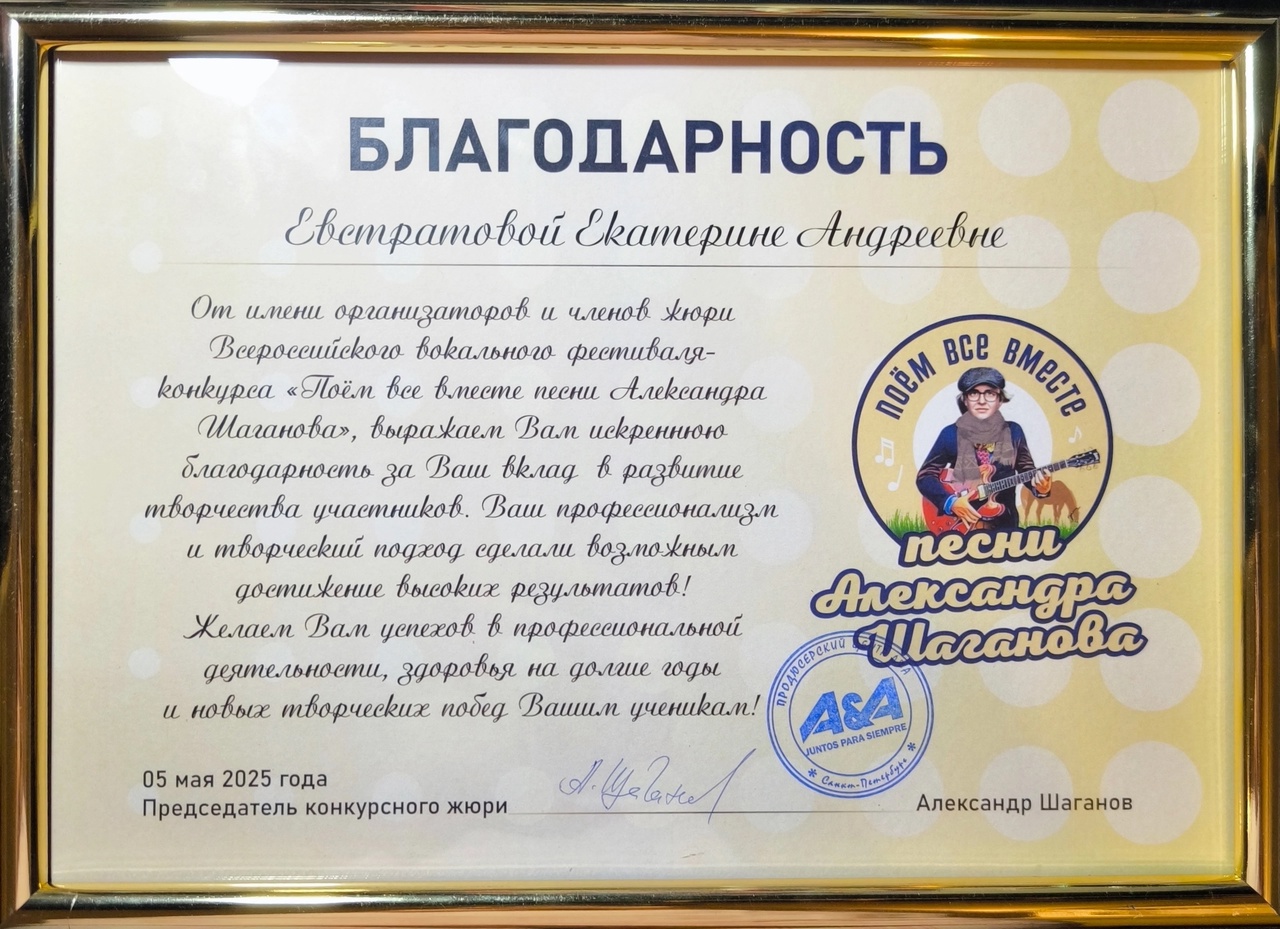 БЛАГОДАРНОСТЬ
Евстратовой Екатерине Андреевне
От имени организаторов и членов жюри
Всероссийского вокального фестиваля-
конкурса «Поём все вместе песни Александра
Шаганова», выражаем Вам искреннюю
благодарность за Ваш вклад в развитие
творчества участников. Ваш профессионализм
и творческий подход сделали возможным
достижение высоких результатов!
Желаем Вам успехов в профессиональной
деятельности, здоровья на долгие годы
и новых творческих побед Вашим ученикам!
ПОЁМ ВСЕ ВМЕСТЕ
песни
Александра
Шаганова
ПРОДЮСЕРСКИЙ
A&A
JUNTOS PARA SIEMPRE
Санкт-Петербург
05 мая 2025 года
Председатель конкурсного жюри
А. Шаганов
Александр Шаганов